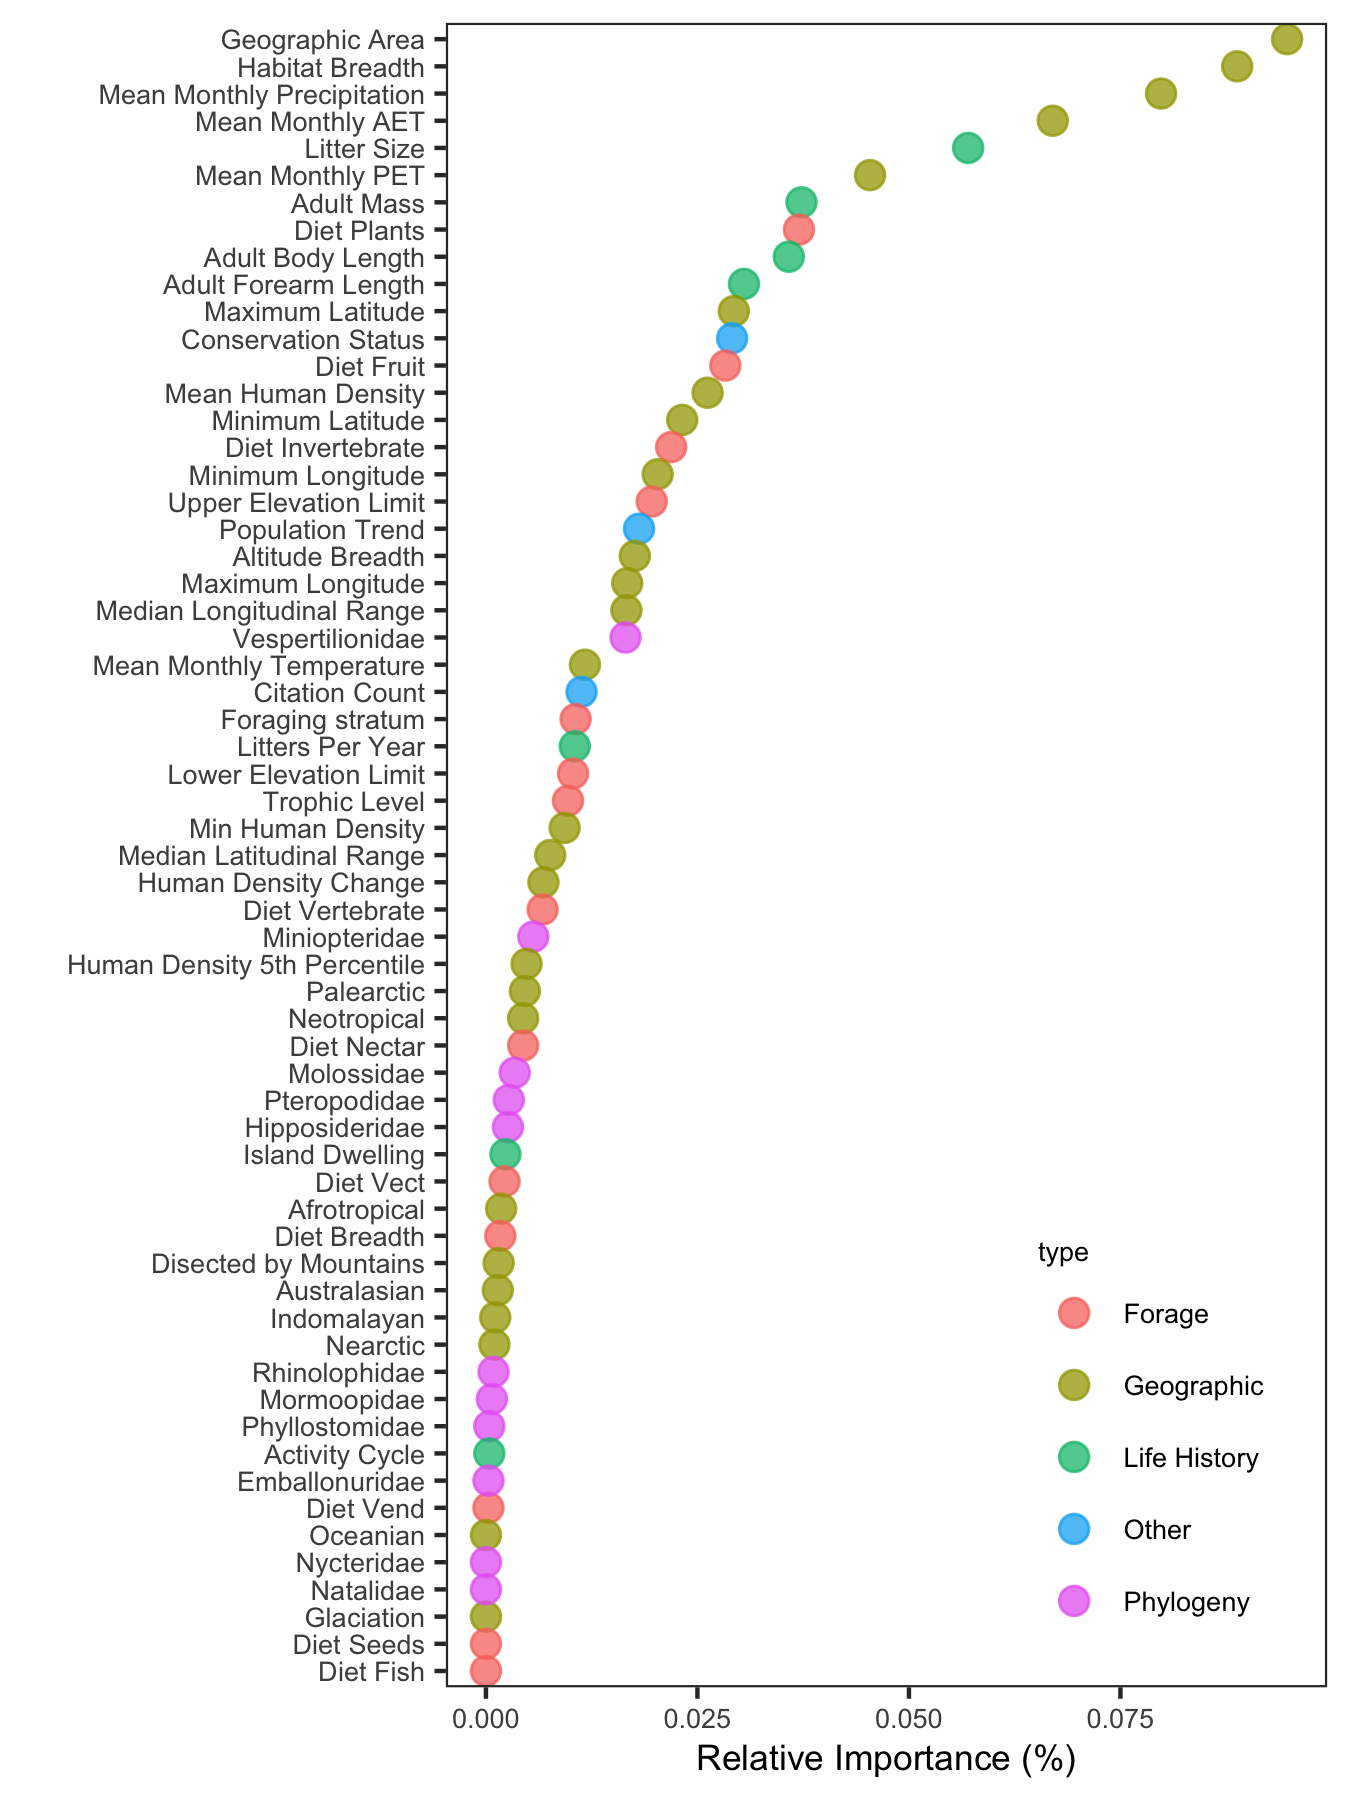 Geographic Area
Habitat Breadth
Mean Monthly Precipitation
Mean Monthly AET
Litter Size
Mean Monthly PET
Adult Mass
Diet Plants
Adult Body Length
Adult Forearm Length
Maximum Latitude
Conservation Status
Diet Fruit
Mean Human Density
Minimum Latitude
Diet Invertebrate
Minimum Longitude
Upper Elevation Limit
Population Trend
Altitude Breadth
Maximum Longitude
Median Longitudinal Range
Vespertilionidae
Mean Monthly Temperature
Citation Count
Foraging stratum
Litters Per Year
Lower Elevation Limit
Trophic Level
Min Human Density
Median Latitudinal Range
Human Density Change
Diet Vertebrate
Miniopteridae
Human Density 5th Percentile
Palearctic
Neotropical
Diet Nectar
Molossidae
Pteropodidae
Hipposideridae
Island Dwelling
Diet Vect
Afrotropical
Diet Breadth
Disected by Mountains
Australasian
Indomalayan
Nearctic
Rhinolophidae
Mormoopidae
Phyllostomidae
Activity Cycle
Emballonuridae
Diet Vend
Oceanian
Nycteridae
Natalidae
Glaciation
Diet Seeds
Diet Fish
type
Forage
Geographic
Life History
Other
Phylogeny
0.000 0.025 0.050 0.075
Relative Importance (%)